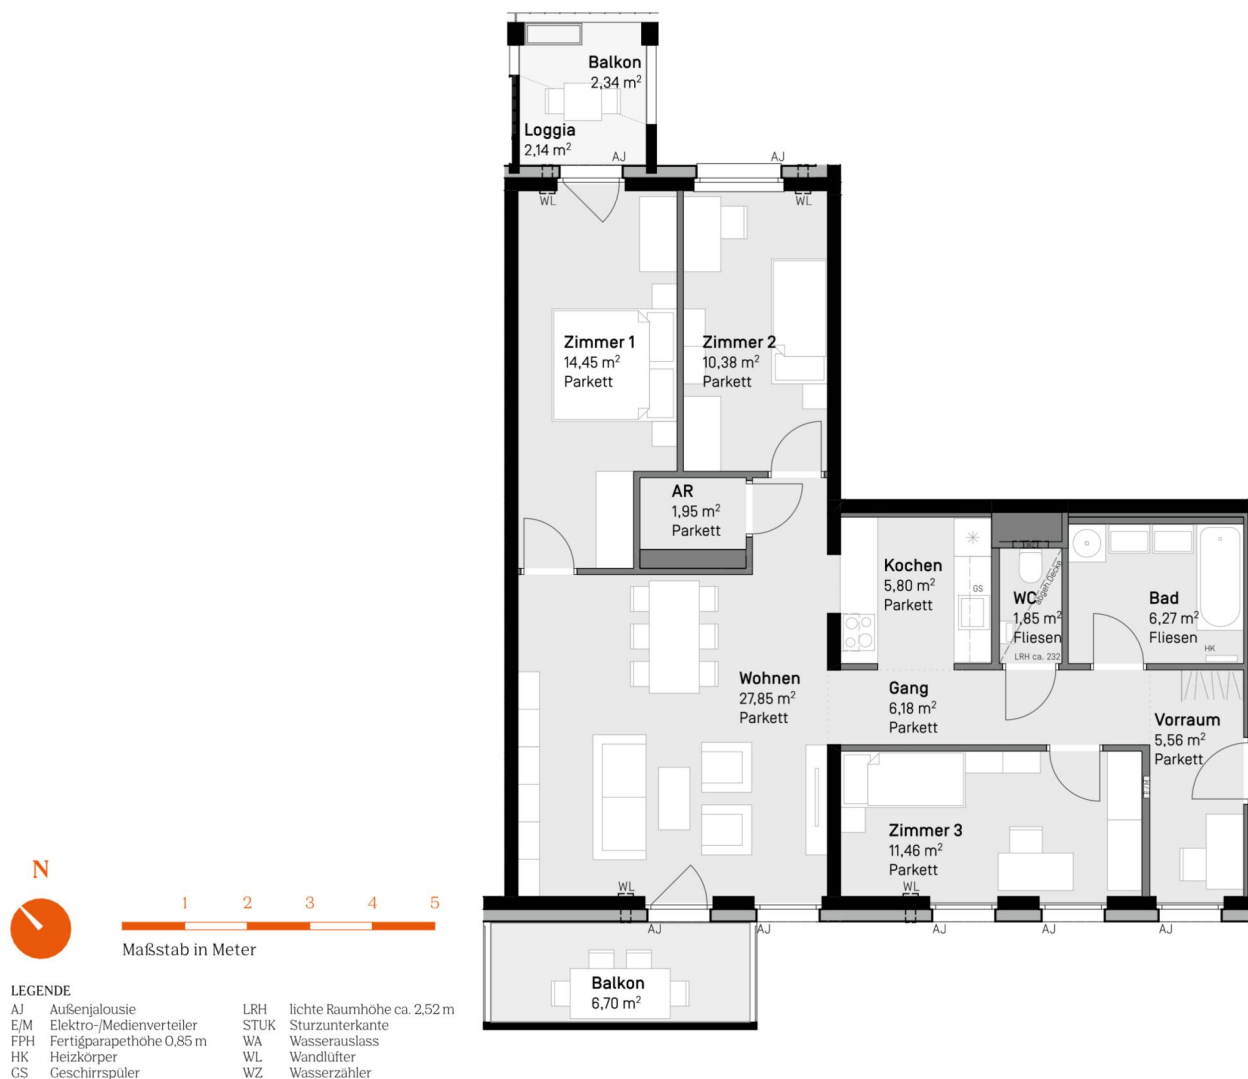 Balkon
2,34 m²
Loggia
2,14 m²
AJ
AJ
WL
WL
Zimmer 1
14,45 m²
Parkett
Zimmer 2
10,38 m²
Parkett
AR
1,95 m²
Parkett
Kochen
5,80 m²
Parkett
GS
WC
1,85 m²
Fliesen
LRH ca. 232
abgeh.Decke
Bad
6,27 m²
Fliesen
HK
Wohnen
27,85 m²
Parkett
Gang
6,18 m²
Parkett
Vorraum
5,56 m²
Parkett
E/M
Zimmer 3
11,46 m²
Parkett
WL
WL
AJ
AJ
AJ
AJ
AJ
Balkon
6,70 m²
N
1 2 3 4 5
Maßstab in Meter
LEGENDE
AJ Außenjalousie
E/M Elektro-/Medienverteiler
FPH Fertigparapethöhe 0,85 m
HK Heizkörper
GS Geschirrspüler
LRH lichte Raumhöhe ca. 2,52 m
STUK Sturzunterkante
WA Wasserauslass
WL Wandlüfter
WZ Wasserzähler